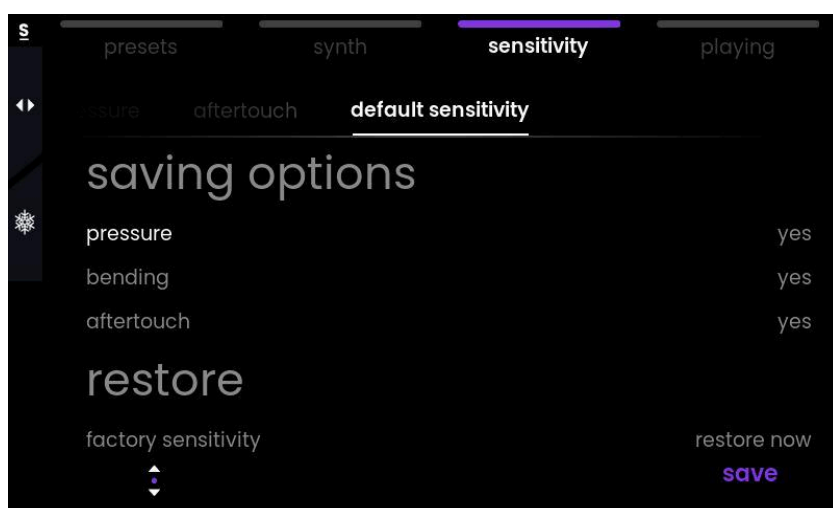 S
presets synth sensitivity playing
aftertouch default sensitivity
saving options
pressure yes
bending yes
aftertouch yes
restore
factory sensitivity restore now
save